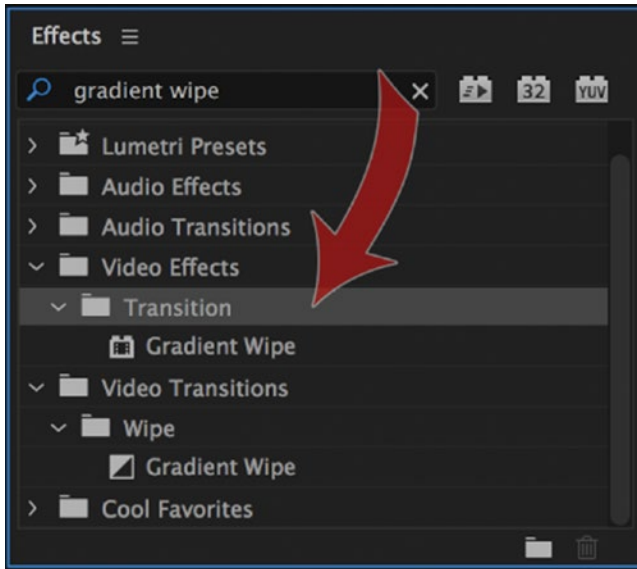 Effects
gradient wipe
32 YUV
Lumetri Presets
Audio Effects
Audio Transitions
Video Effects
Transition
Gradient Wipe
Video Transitions
Wipe
Gradient Wipe
Cool Favorites